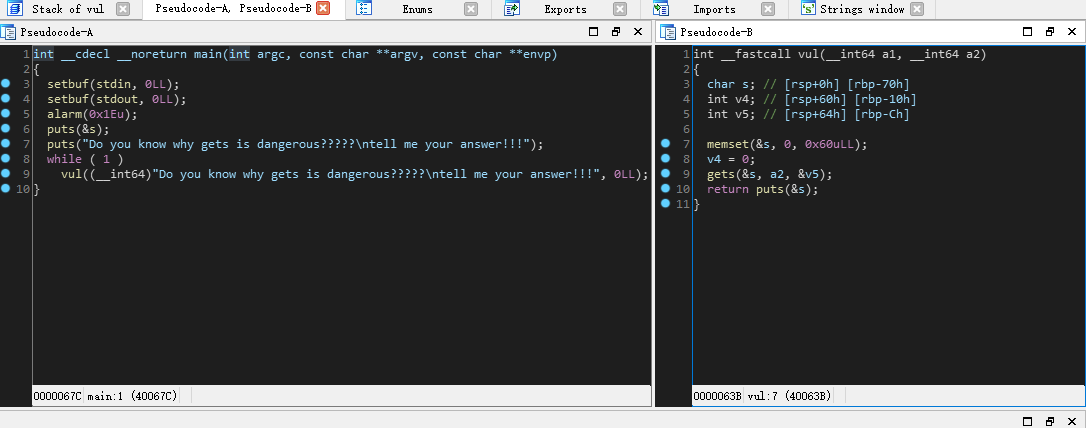 Stack of vul
Pseudocode-A, Pseudocode-B
Enums
Exports
Imports
Strings window
Pseudocode-A
1 int __cdecl __noreturn main(int argc, const char **argv, const char **envp)
2 {
3 setbuf(stdin, 0LL);
4 setbuf(stdout, 0LL);
5 alarm(0x1Eu);
6 puts(&s);
7 puts("Do you know why gets is dangerous?????\ntell me your answer!!!");
8 while ( 1 )
9 vul((__int64)"Do you know why gets is dangerous?????\ntell me your answer!!!", 0LL);
10 }
0000067C main:1 (40067C)
Pseudocode-B
1 int __fastcall vul(__int64 a1, __int64 a2)
2 {
3 char s; // [rsp+0h] [rbp-70h]
4 int v4; // [rsp+60h] [rbp-10h]
5 int v5; // [rsp+64h] [rbp-Ch]
6
7 memset(&s, 0, 0x60uLL);
8 v4 = 0;
9 gets(&s, a2, &v5);
10 return puts(&s);
11 }
0000063B vul:7 (40063B)